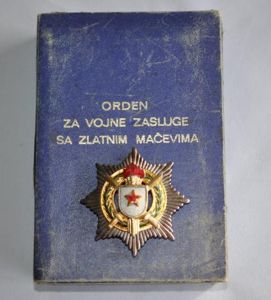 ORDEN
ZA VOJNE ZASLUGE
SA ZLATNIM MAČEVIMA